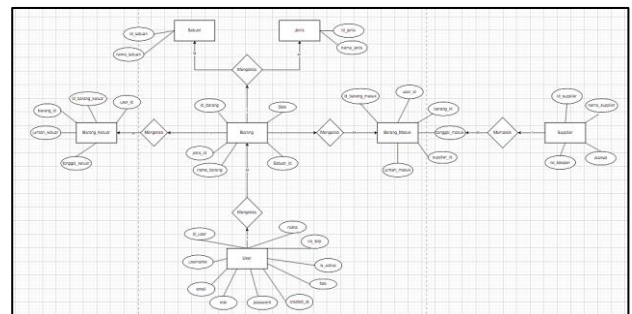 Satuan
Jenis
id_satuan
nama_satuan
id_jenis
nama_jenis
Mengelola
id_barang_keluar
user_id
barang_id
jumlah_keluar
Barang_Keluar
tanggal_keluar
Mengelola
id_barang
Stok
Barang
jenis_id
nama_barang
Satuan_id
Mengelola
id_barang_masuk
user_id
barang_id
Barang_Masuk
tanggal_masuk
supplier_id
jumlah_masuk
Memasok
id_supplier
nama_supplier
Supplier
no_telepon
alamat
Mengelola
id_user
nama
no_telp
username
User
is_active
email
foto
role
password
created_at